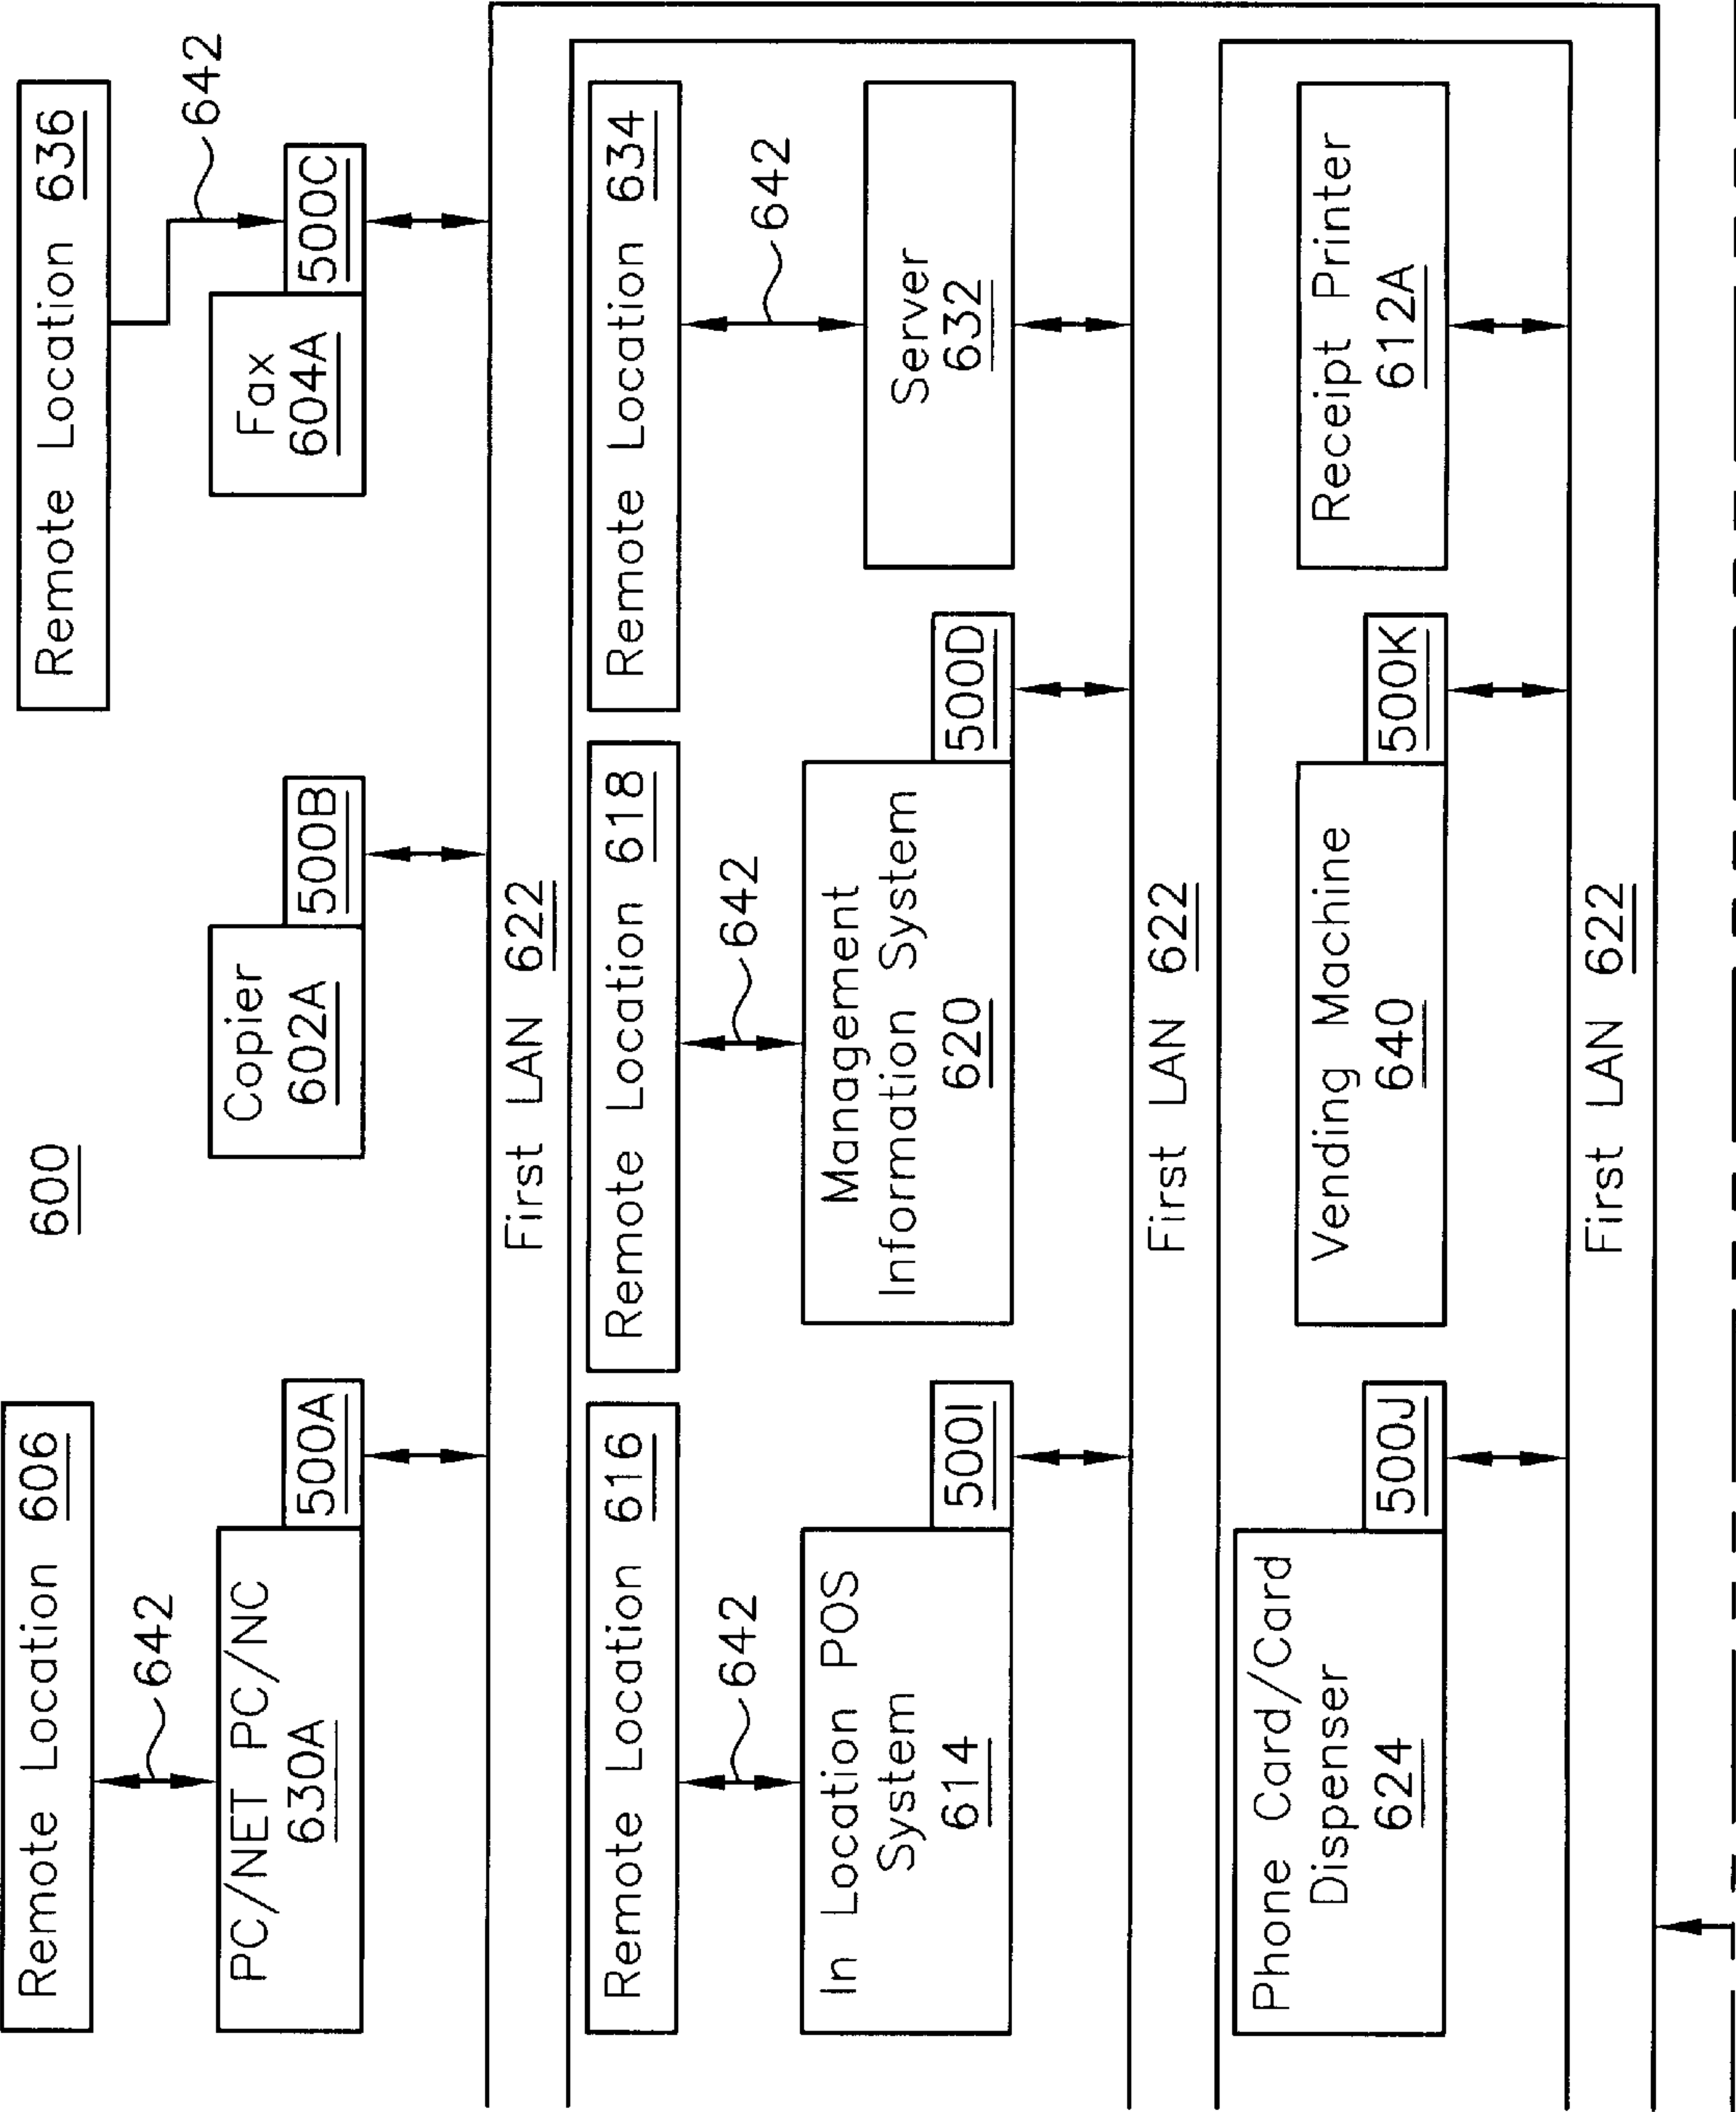 600
Remote Location 606
642
PC/NET PC/NC
630A
500A
Copier
602A
500B
Remote Location 636
642
Fax
604A
500C
First LAN 622
Remote Location 616
642
In Location POS
System
614
500I
Remote Location 618
642
Management
Information System
620
500D
Remote Location 634
642
Server
632
First LAN 622
Phone Card/Card
Dispenser
624
500J
Vending Machine
640
500K
Receipt Printer
612A
First LAN 622